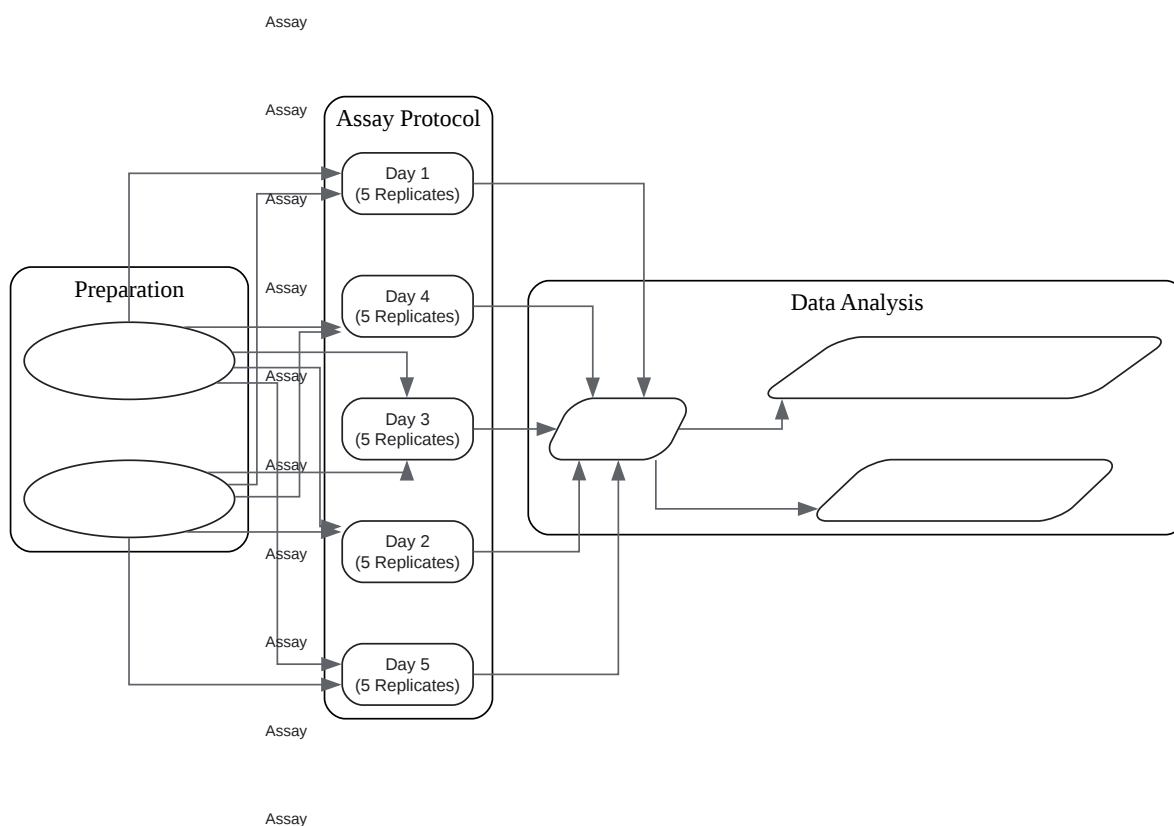 Assay
Assay
Assay Protocol
Day 1
(5 Replicates)
Assay
Preparation
Assay
Day 4
(5 Replicates)
Data Analysis
Assay
Day 3
(5 Replicates)
Assay
Day 2
(5 Replicates)
Assay
Assay
Day 5
(5 Replicates)
Assay
Assay